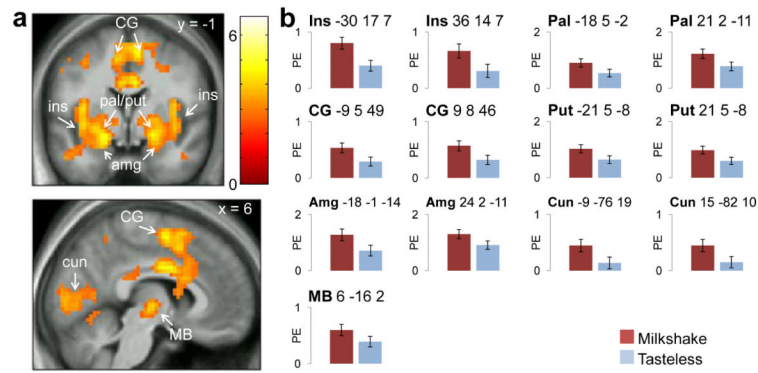 a
y = -1
CG
6
ins
pal/put
ins
amg
0
x = 6
CG
cun
MB
b
Ins -30 17 7
1
PE
0
Ins 36 14 7
1
PE
0
Pal -18 5 -2
2
PE
0
Pal 21 2 -11
2
PE
0
CG -9 5 49
1
PE
0
CG 9 8 46
1
PE
0
Put -21 5 -8
2
PE
0
Put 21 5 -8
2
PE
0
Amg -18 -1 -14
2
PE
0
Amg 24 2 -11
2
PE
0
Cun -9 -76 19
1
PE
0
Cun 15 -82 10
1
PE
0
MB 6 -16 2
1
PE
0
Milkshake
Tasteless